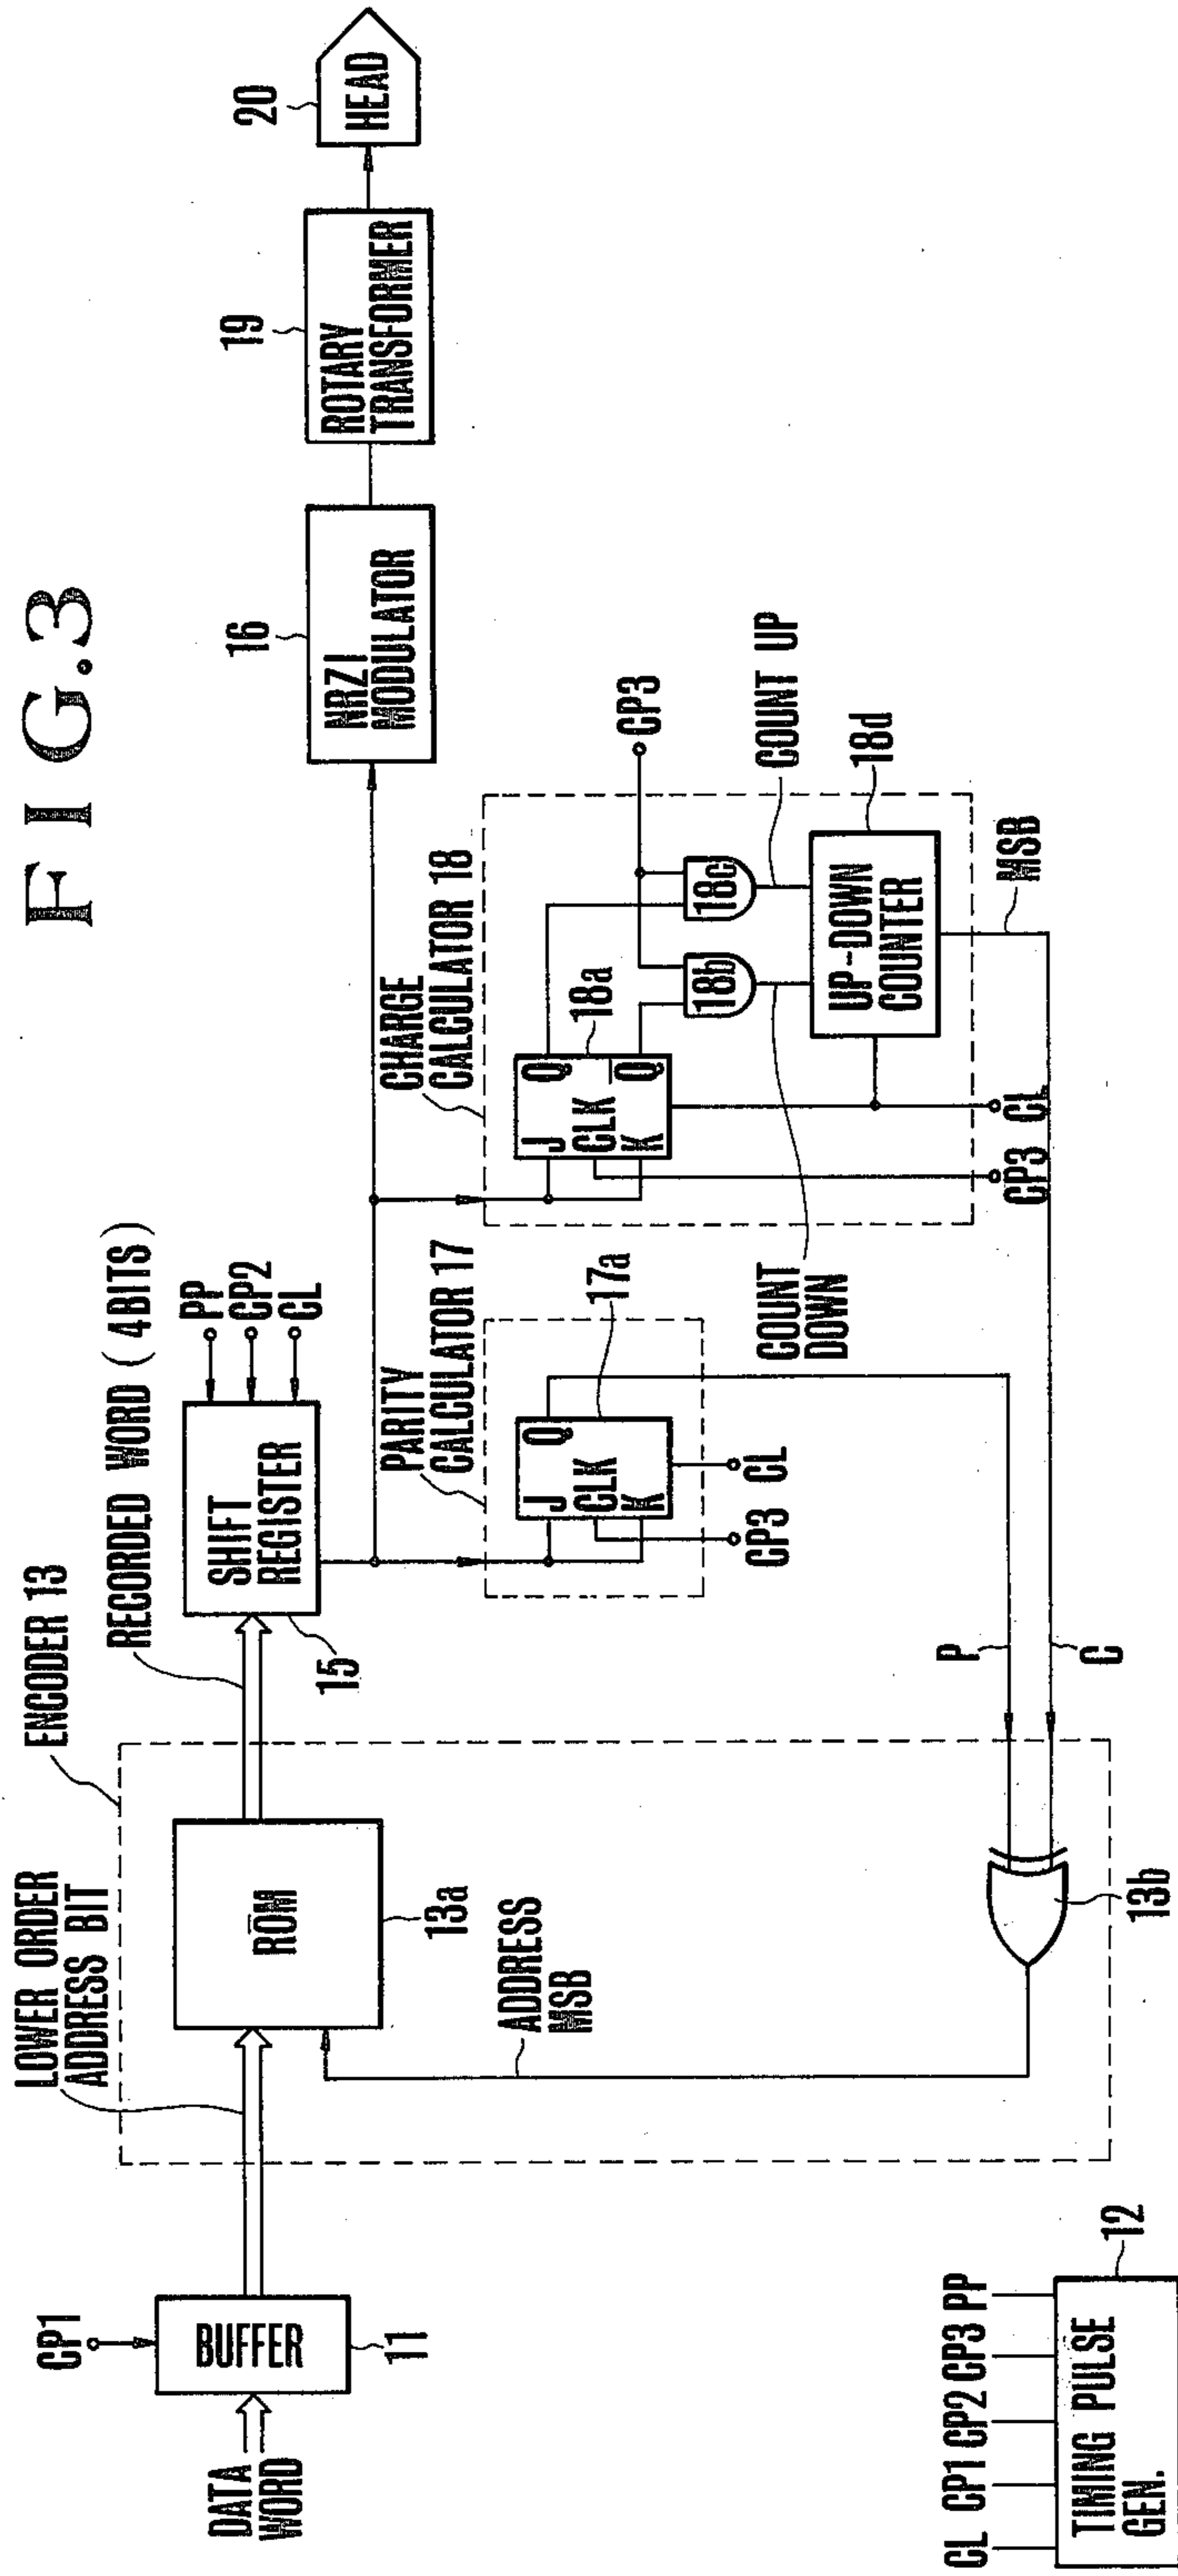 FIG.3
DATA
WORD
CP1
BUFFER
11
LOWER ORDER
ADDRESS BIT
ENCODER 13
ROM
13a
ADDRESS
MSB
13b
RECORDED WORD (4BITS)
SHIFT
REGISTER
15
PP
CP2
CL
PARITY
CALCULATOR 17
J
CLK
K
Q
17a
CP3
CL
P
C
CHARGE
CALCULATOR 18
J
CLK
K
Q
Q̅
18a
18b
18c
CP3
COUNT UP
COUNT
DOWN
UP-DOWN
COUNTER
18d
CP3
CL
MSB
NRZI
MODULATOR
16
ROTARY
TRANSFORMER
19
HEAD
20
CL CP1 CP2 CP3 PP
TIMING PULSE
GEN.
12